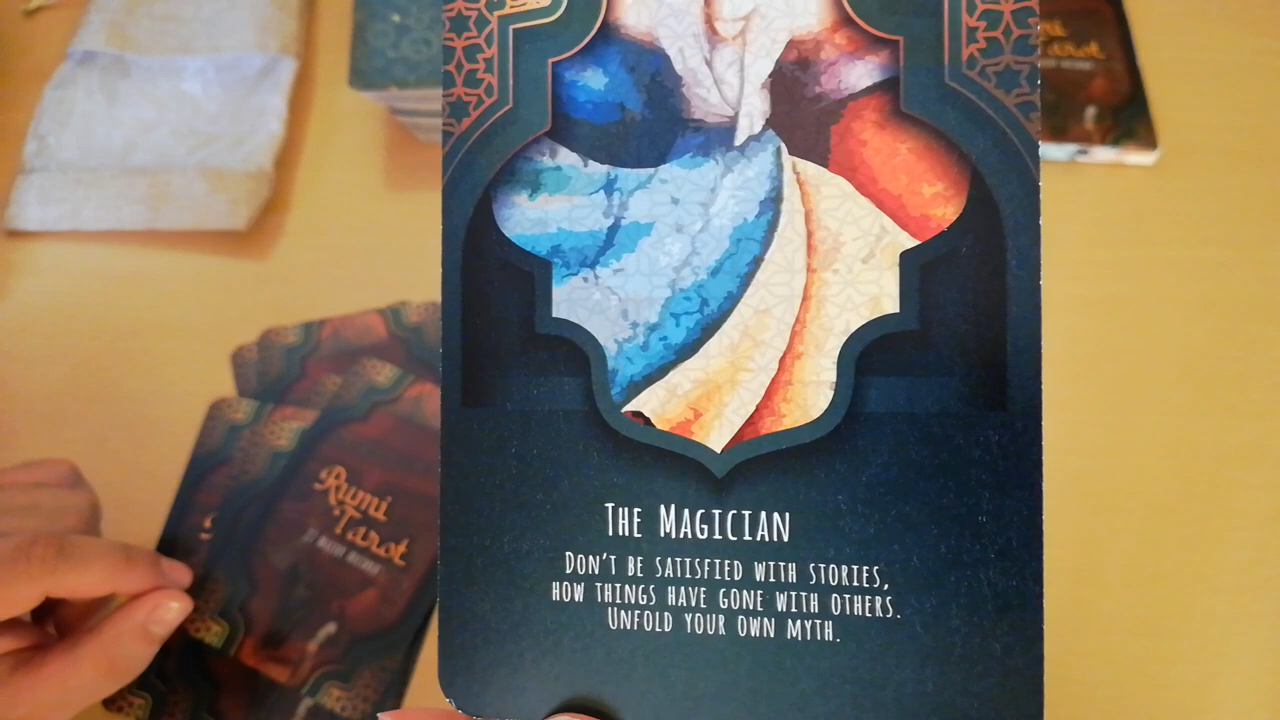 The Magician
Don't be satisfied with stories,
how things have gone with others.
Unfold your own myth.
Rumi
Tarot